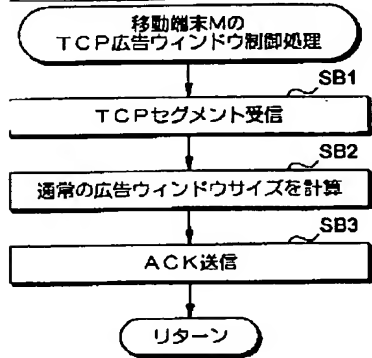 移動端末Mの
TCP広告ウィンドウ制御処理
SB1
TCPセグメント受信
SB2
通常の広告ウィンドウサイズを計算
SB3
ACK送信
リターン